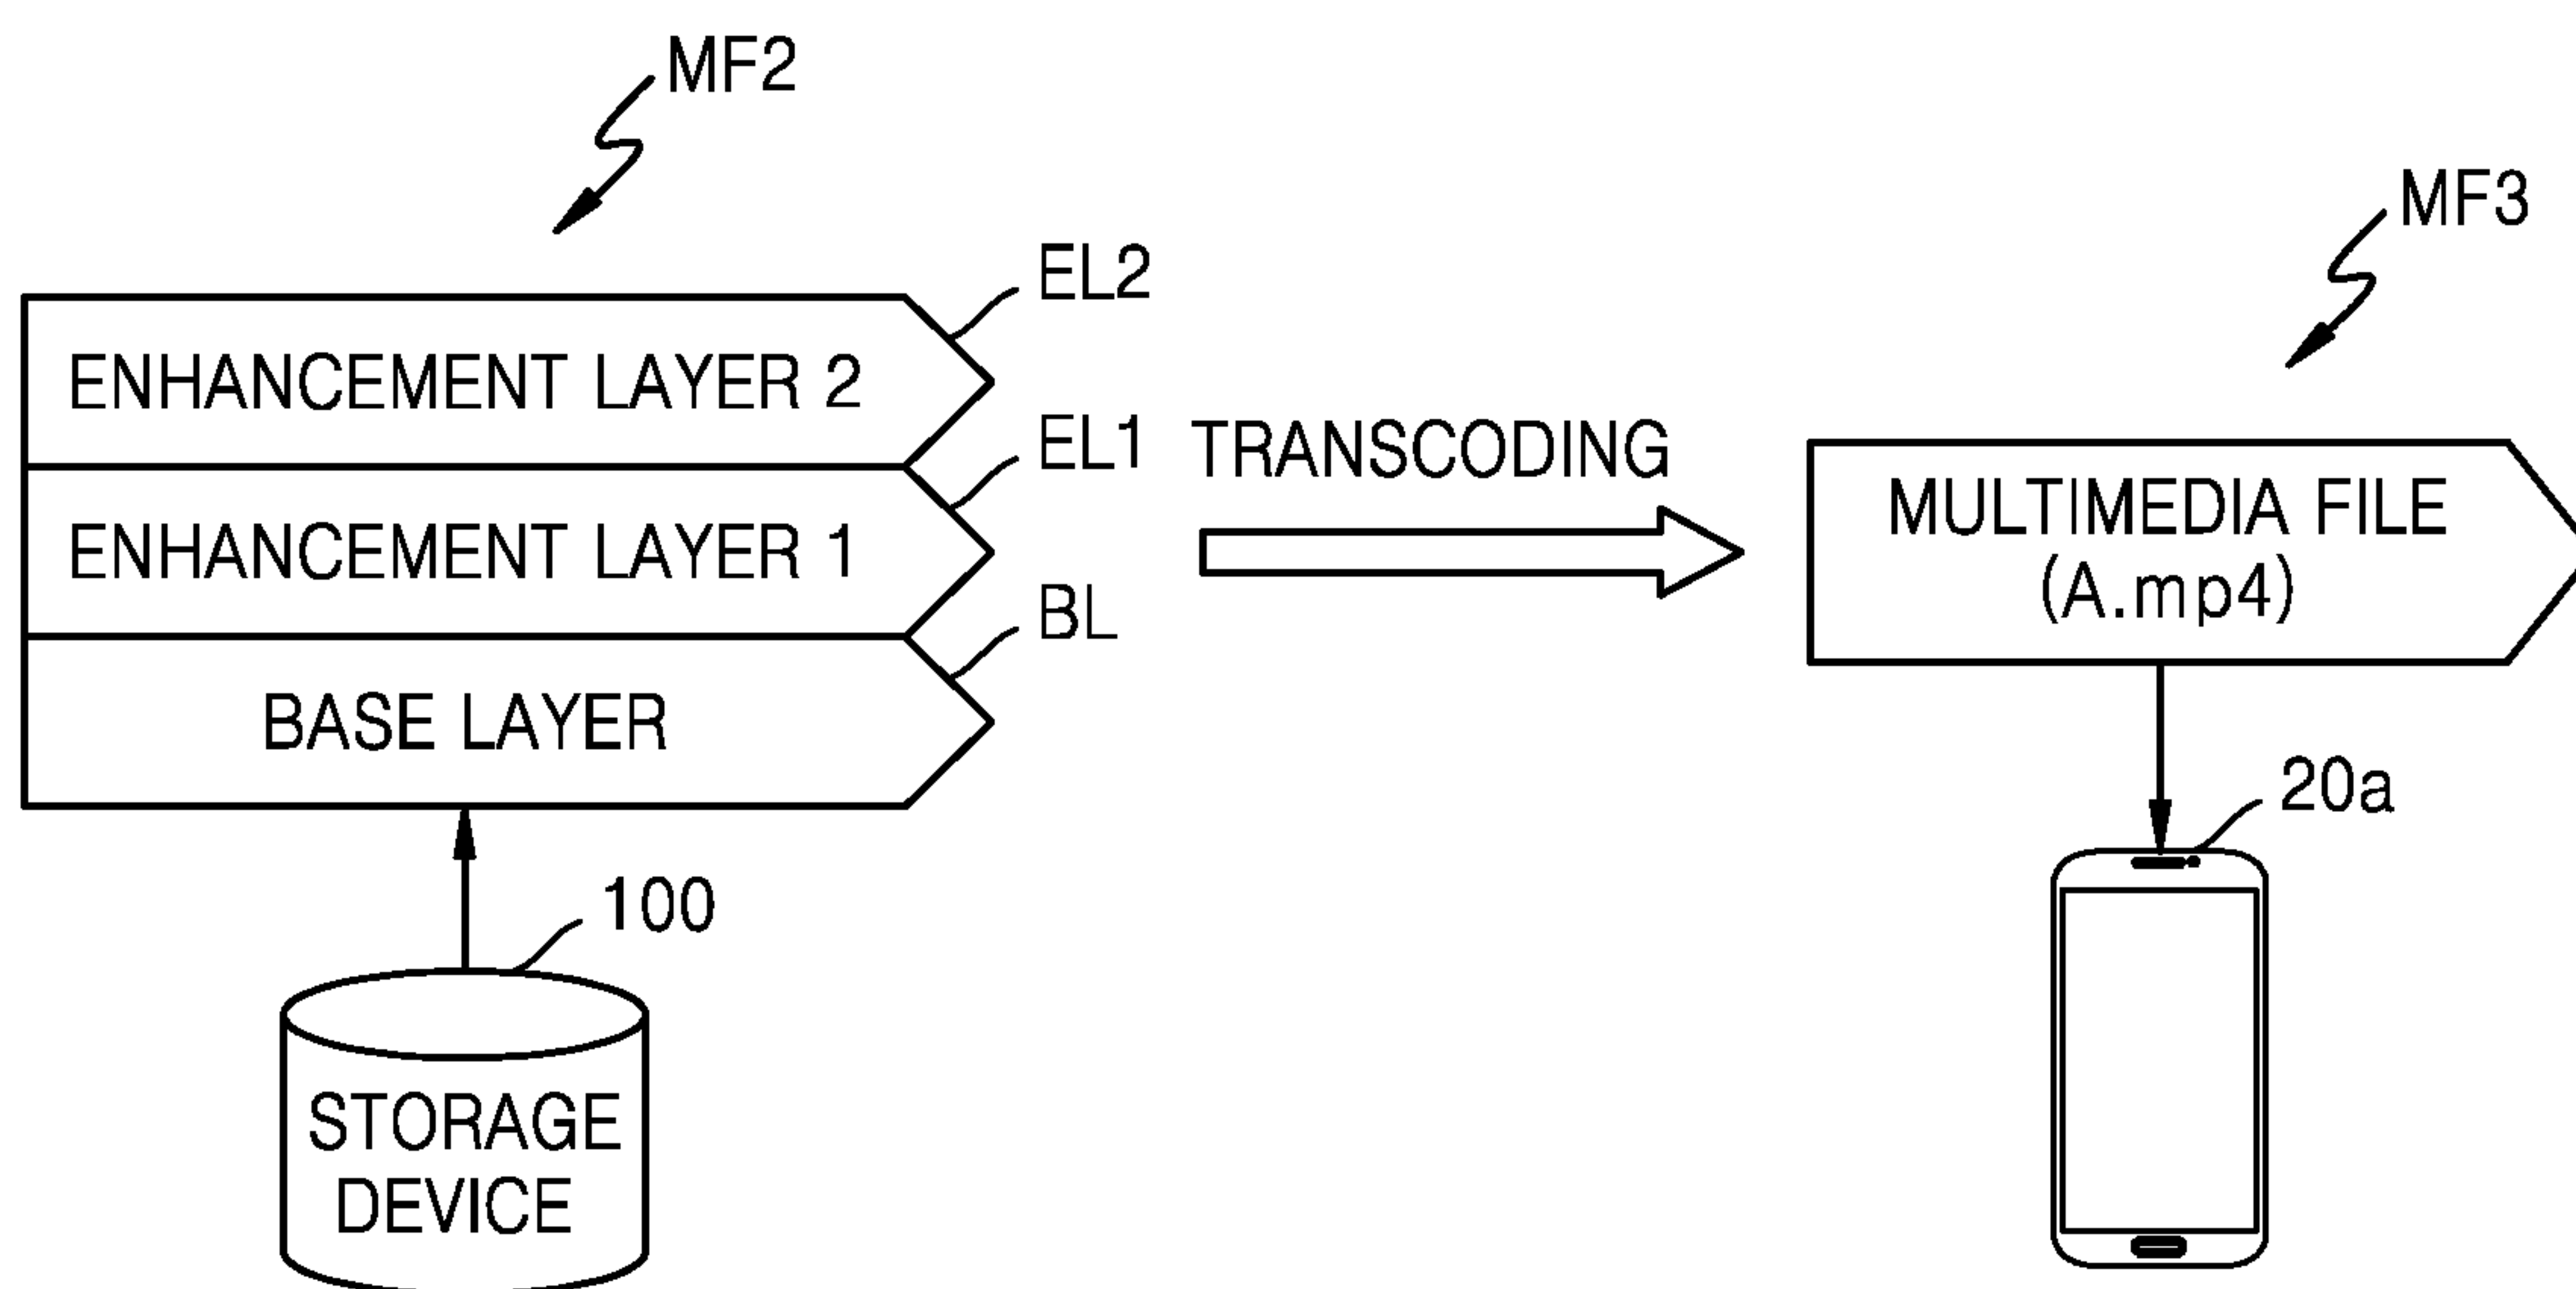 MF2
MF3
EL2
ENHANCEMENT LAYER 2
EL1
TRANSCODING
ENHANCEMENT LAYER 1
MULTIMEDIA FILE
(A.mp4)
BL
BASE LAYER
20a
100
STORAGE
DEVICE